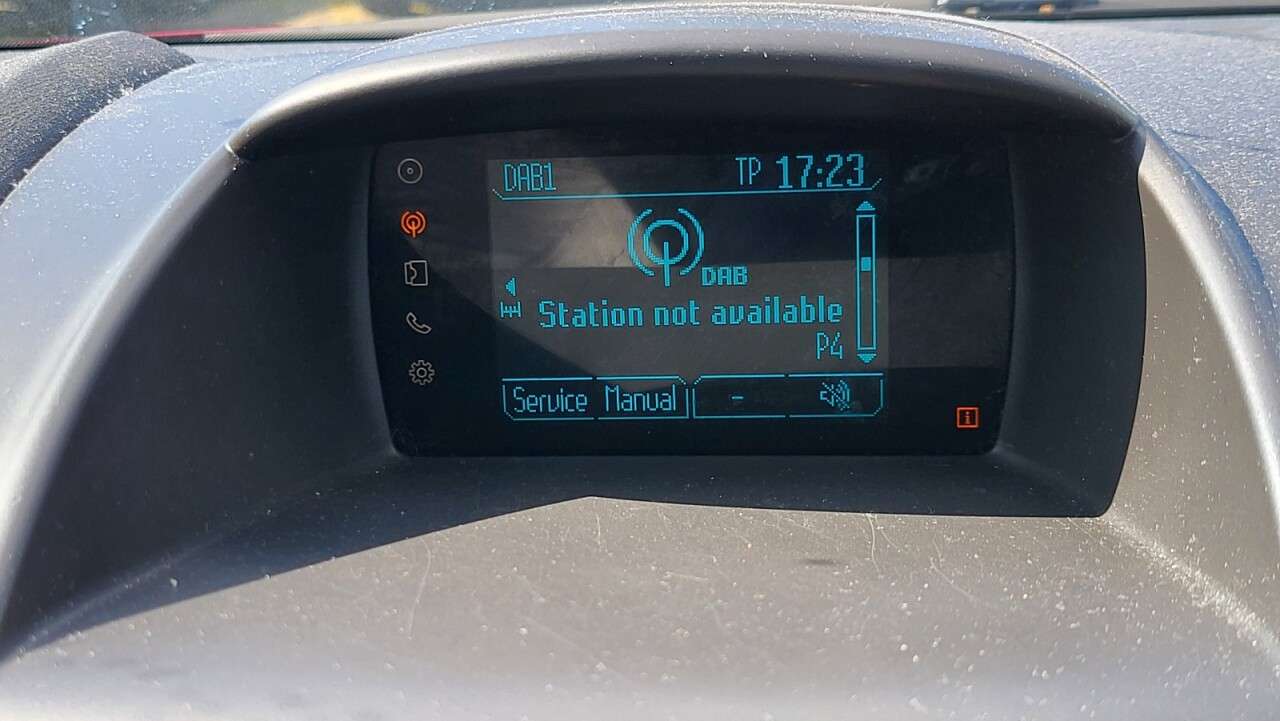 DAB1 TP 17:23
DAB
Station not available
P4
Service Manual -
i